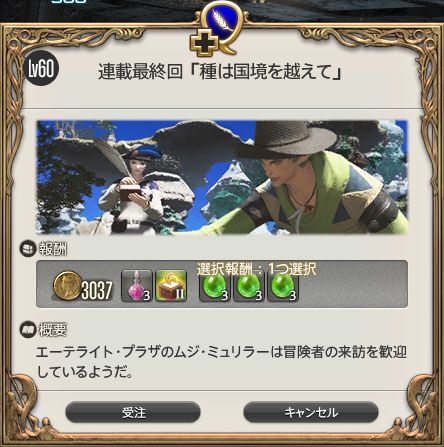 Lv60
連載最終回「種は国境を越えて」
報酬
選択報酬：1つ選択
3037
3
11
3
3
3
概要
エーテライト・プラザのムジ・ミュリラーは冒険者の来訪を歓迎
しているようだ。
受注
キャンセル